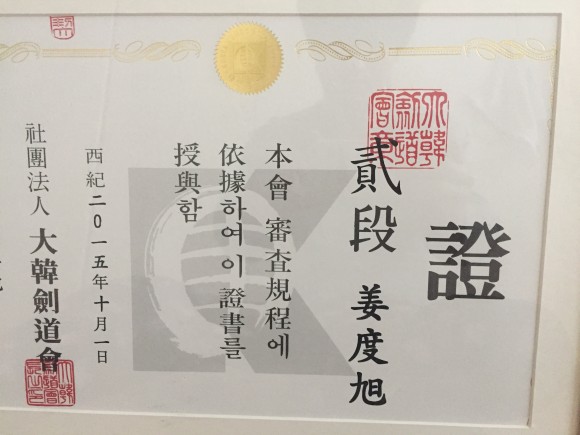 證
貳段 姜度旭
本會 審査規程에
依據하여 이 證書를
授與함
西紀二0一五年十月一日
社團法人 大韓劍道會